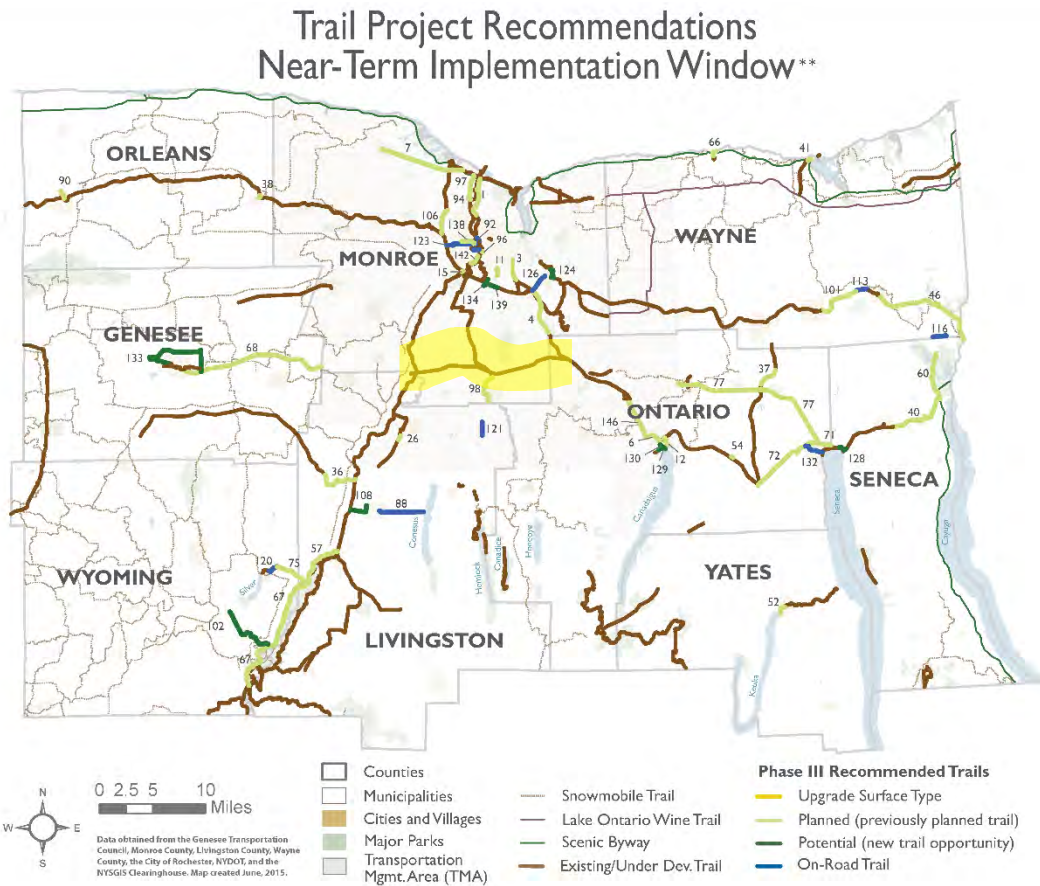 Trail Project Recommendations
Near-Term Implementation Window**
ORLEANS
7
66
41
90
38
97
94
106
138
92
123
96
WAYNE
MONROE
142
15
11
3
126
124
134
139
101
113
46
4
116
GENESEE
133
68
37
60
98
77
77
ONTARIO
146
121
26
6
130
12
129
54
71
40
72
132
128
SENECA
36
108
88
Conesus
Hemlock
Canadice
Honeoye
Canandaigua
Seneca
Cayuga
57
120
75
Silver
WYOMING
67
YATES
52
102
LIVINGSTON
67
Keuka
N
W
E
S
0 2.5 5 10
Miles
Data obtained from the Genesee Transportation
Council, Monroe County, Livingston County, Wayne
County, the City of Rochester, NYDOT, and the
NYSGIS Clearinghouse. Map created June, 2015.
Counties
Municipalities
Cities and Villages
Major Parks
Transportation
Mgmt. Area (TMA)
Snowmobile Trail
Lake Ontario Wine Trail
Scenic Byway
Existing/Under Dev. Trail
Phase III Recommended Trails
Upgrade Surface Type
Planned (previously planned trail)
Potential (new trail opportunity)
On-Road Trail